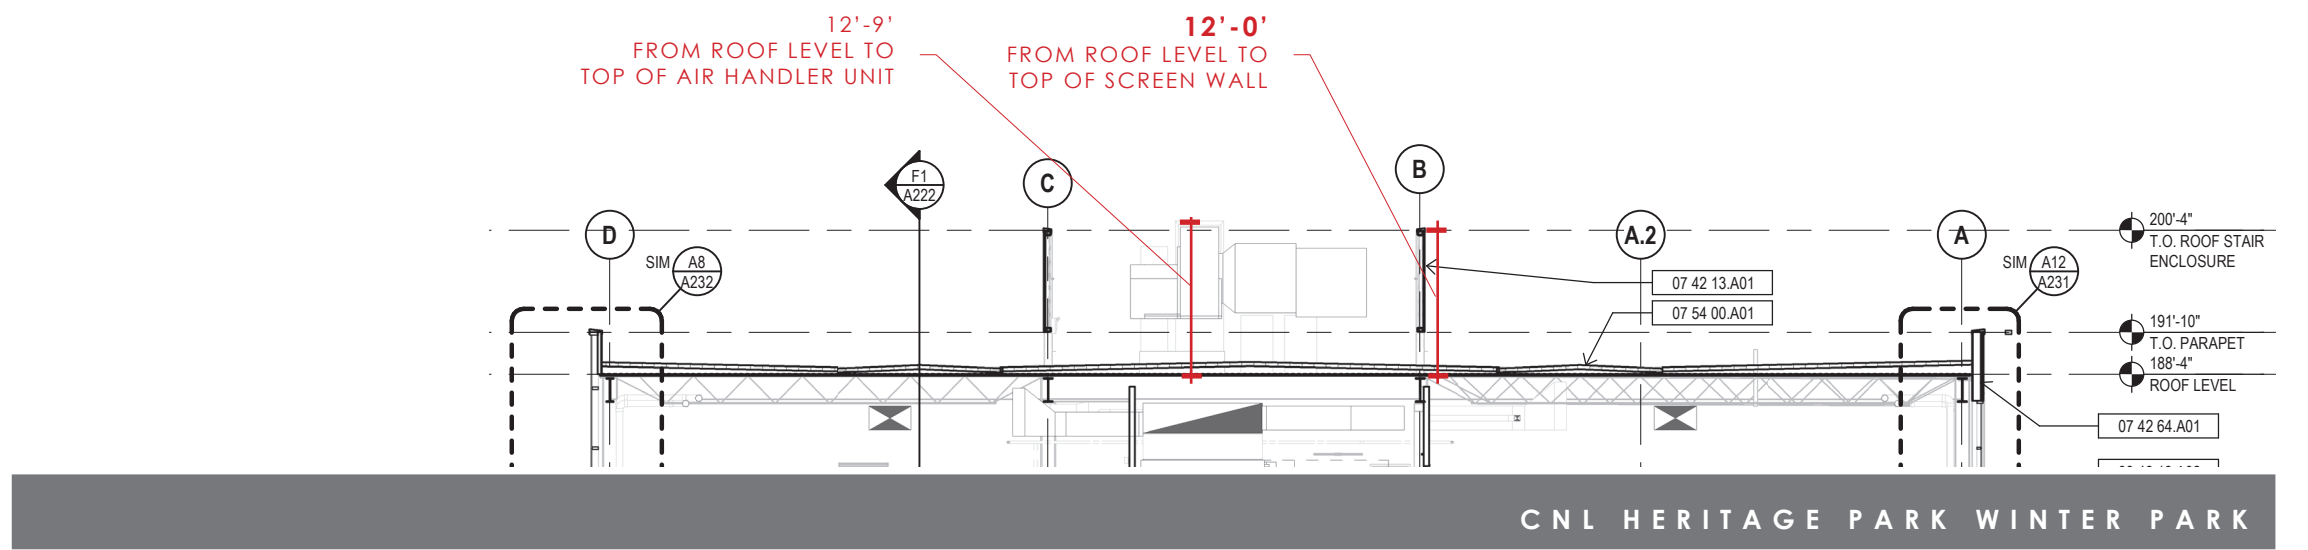 12'-9'
FROM ROOF LEVEL TO
TOP OF AIR HANDLER UNIT
12'-0'
FROM ROOF LEVEL TO
TOP OF SCREEN WALL
F1
A222
C
B
D
SIM
A8
A232
A.2
A
SIM
A12
A231
200'-4"
T.O. ROOF STAIR
ENCLOSURE
07 42 13.A01
07 54 00.A01
191'-10"
T.O. PARAPET
188'-4"
ROOF LEVEL
07 42 64.A01
CNL HERITAGE PARK WINTER PARK